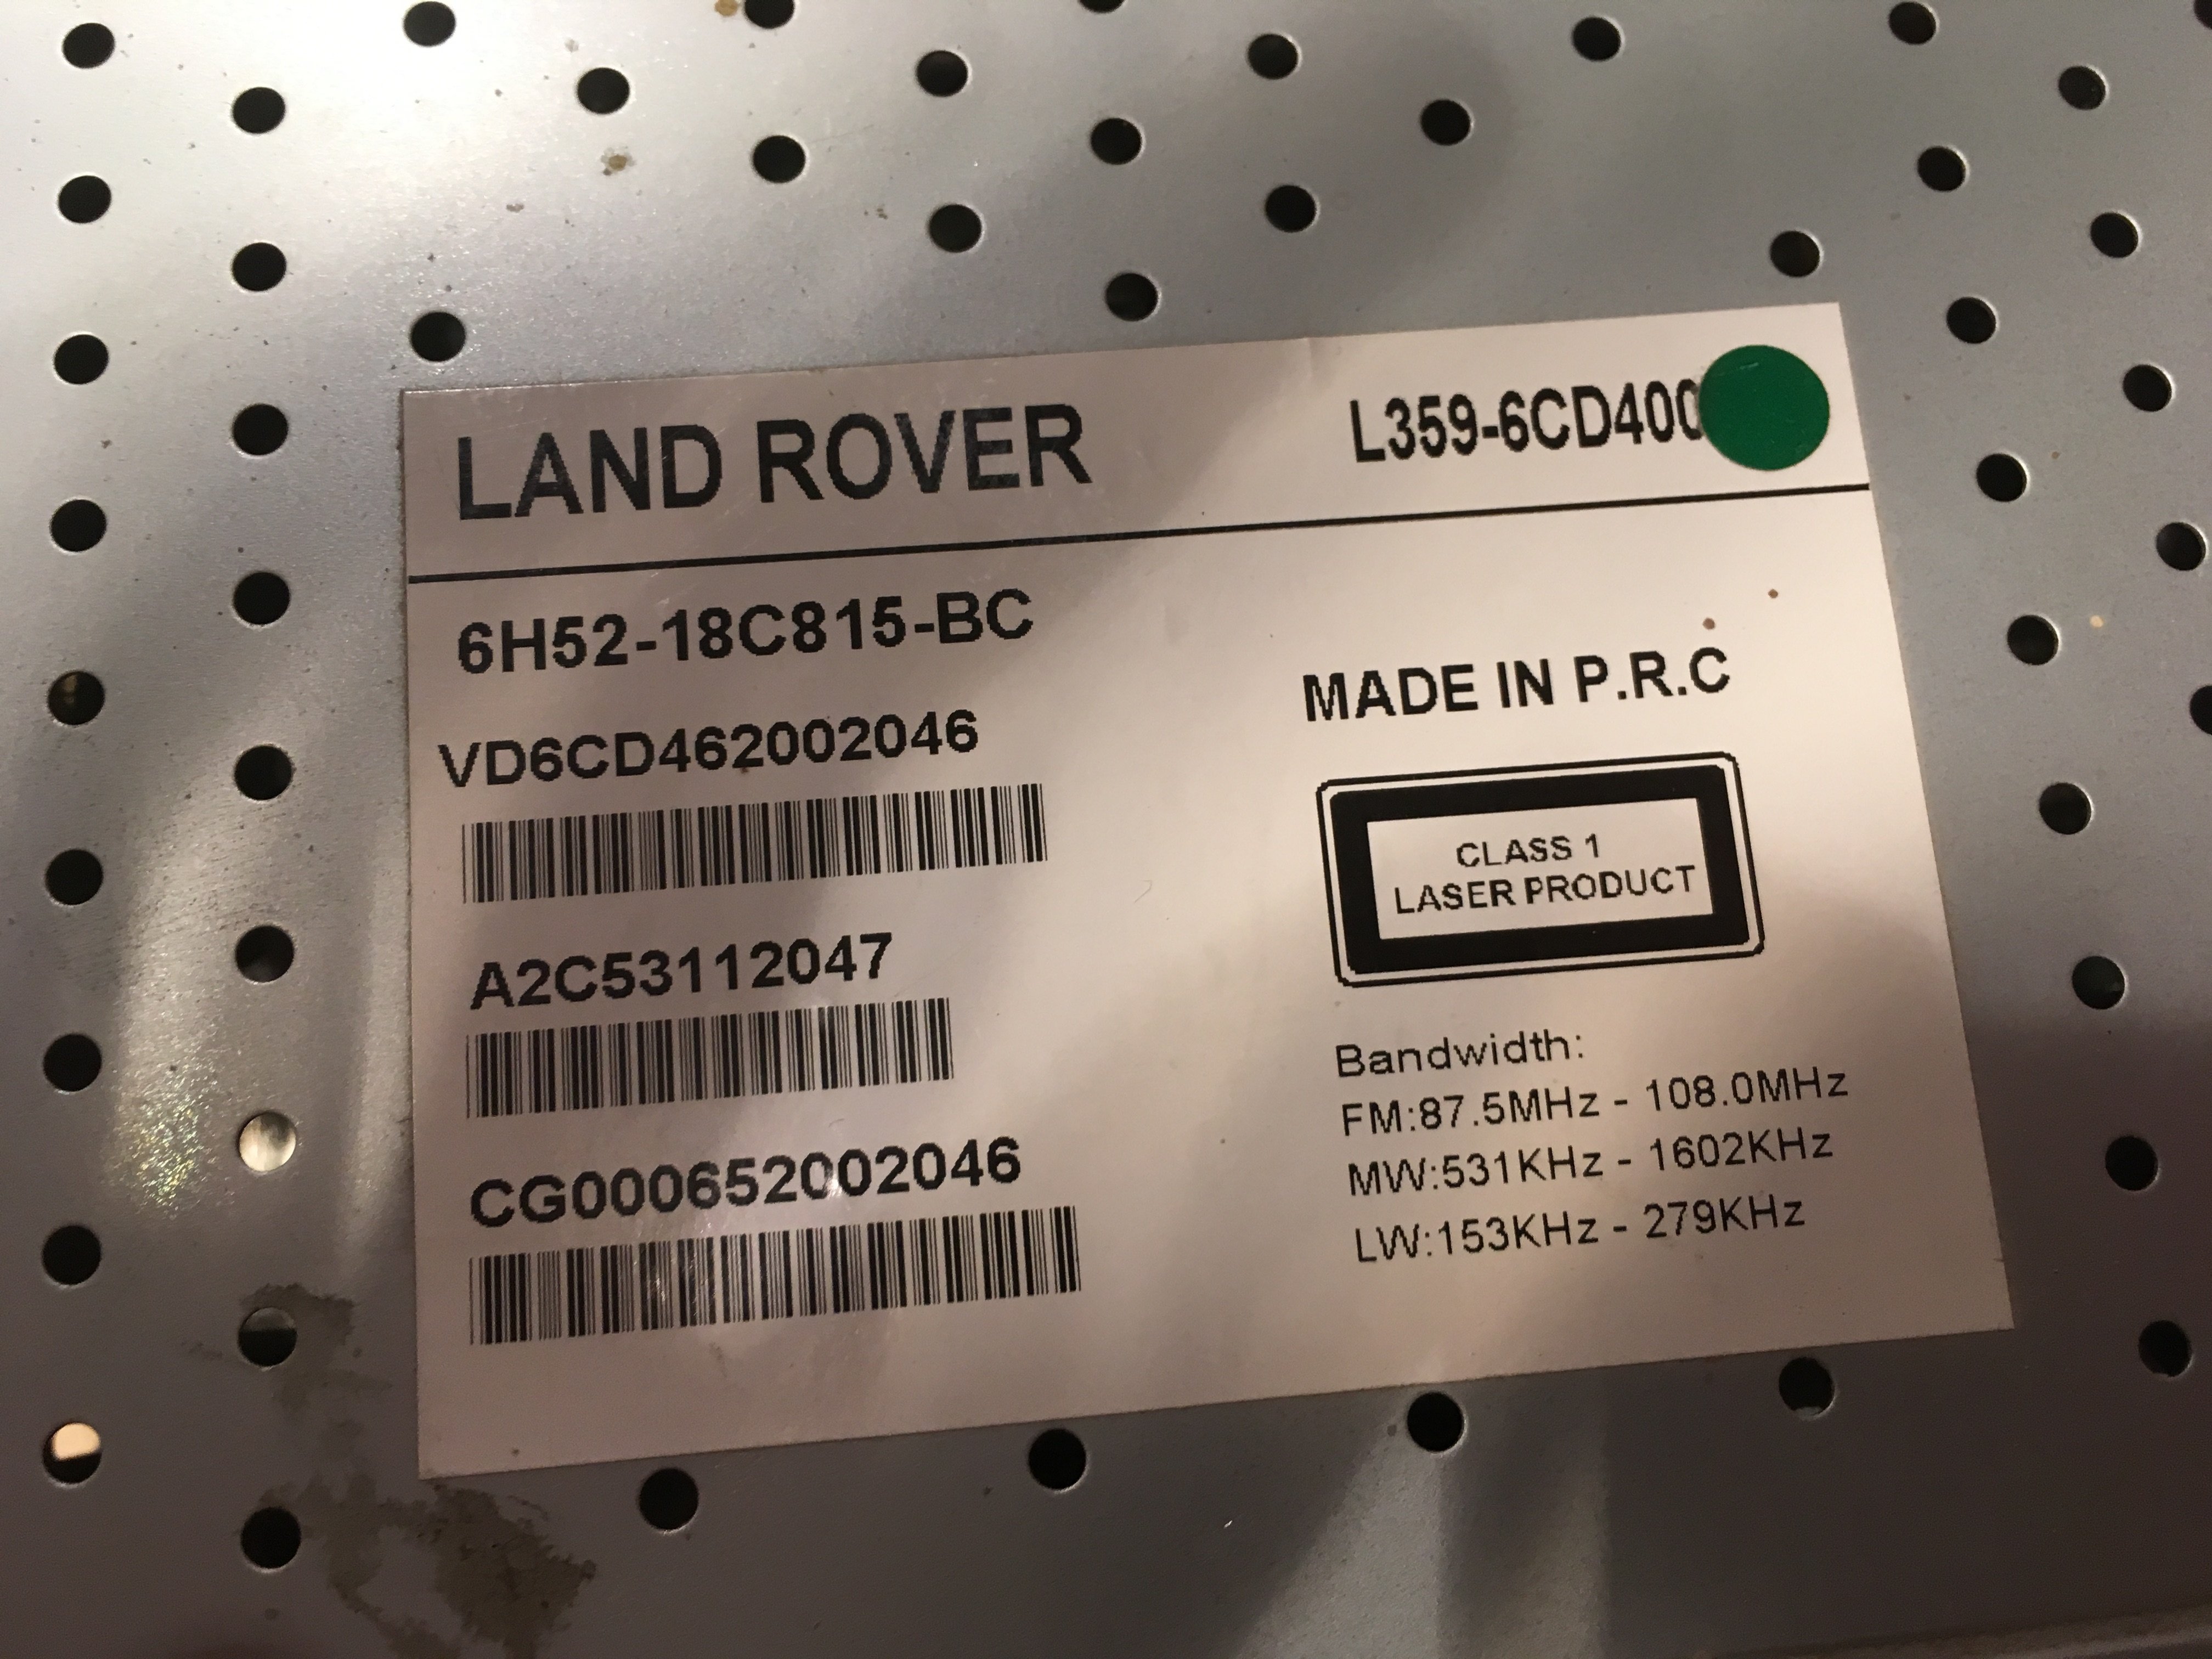 LAND ROVER
L359-6CD400
6H52-18C815-BC
VD6CD462002046
A2C53112047
CG000652002046
MADE IN P.R.C
CLASS 1
LASER PRODUCT
Bandwidth:
FM:87.5MHz - 108.0MHz
MW:531KHz - 1602KHz
LW:153KHz - 279KHz